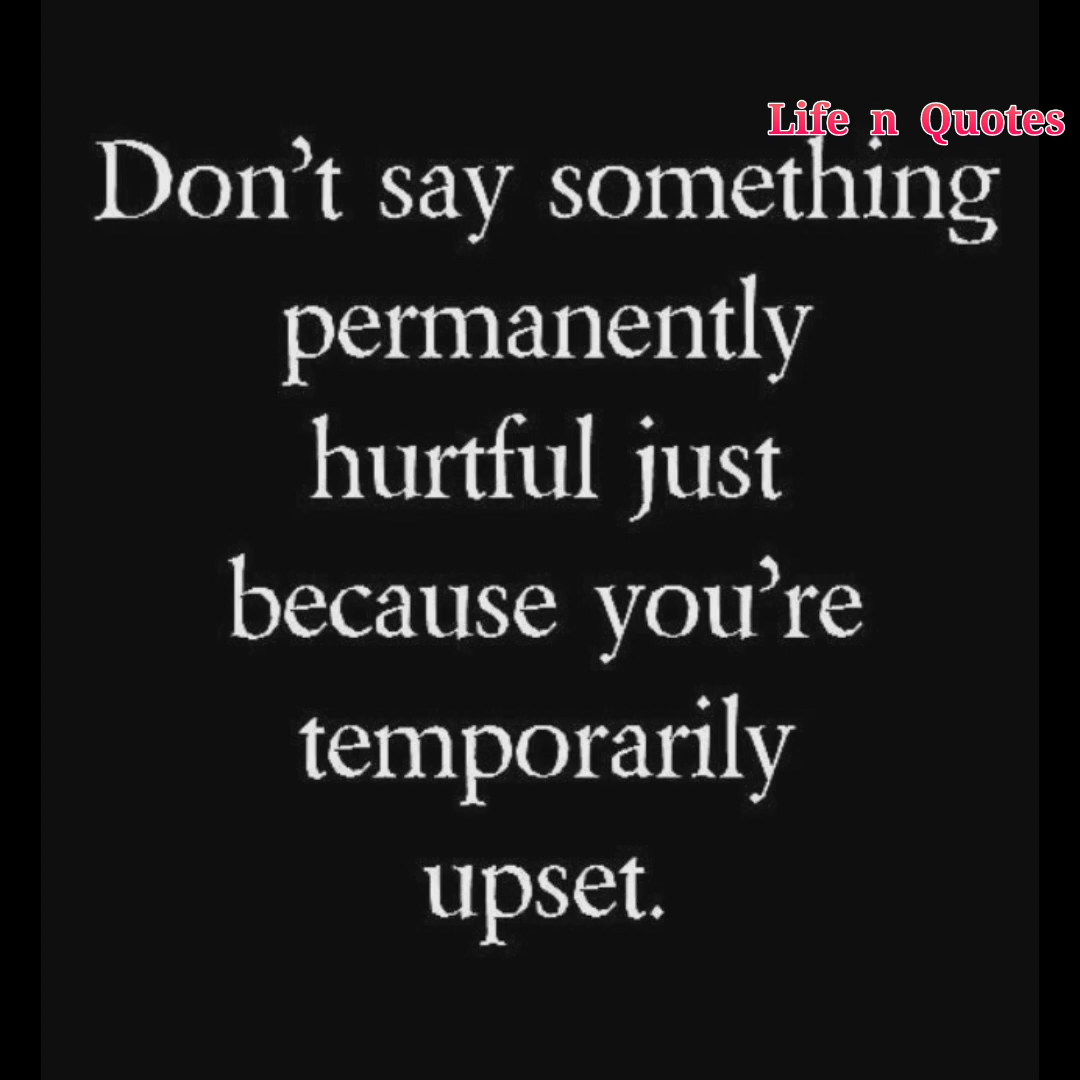 Life n Quotes
Don’t say something
permanently
hurtful just
because you’re
temporarily
upset.